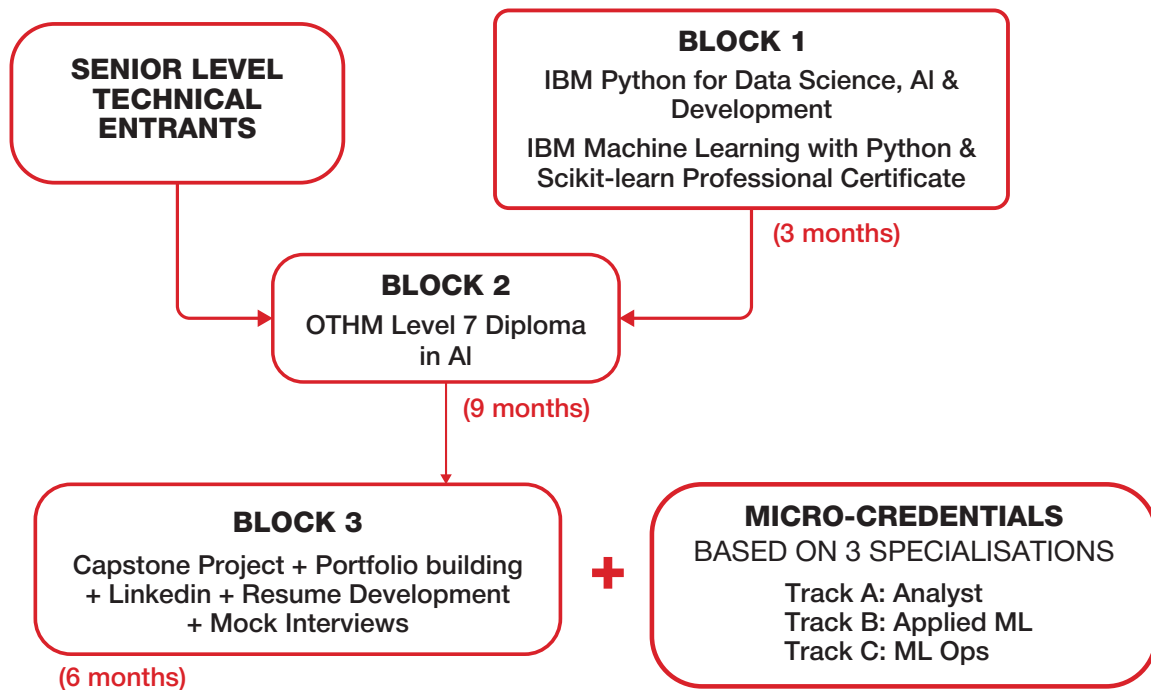 SENIOR LEVEL
TECHNICAL
ENTRANTS
BLOCK 1
IBM Python for Data Science, AI &
Development
IBM Machine Learning with Python &
Scikit-learn Professional Certificate
(3 months)
BLOCK 2
OTHM Level 7 Diploma
in AI
(9 months)
BLOCK 3
Capstone Project + Portfolio building
+ Linkedin + Resume Development
+ Mock Interviews
(6 months)
+
MICRO-CREDENTIALS
BASED ON 3 SPECIALISATIONS
Track A: Analyst
Track B: Applied ML
Track C: ML Ops